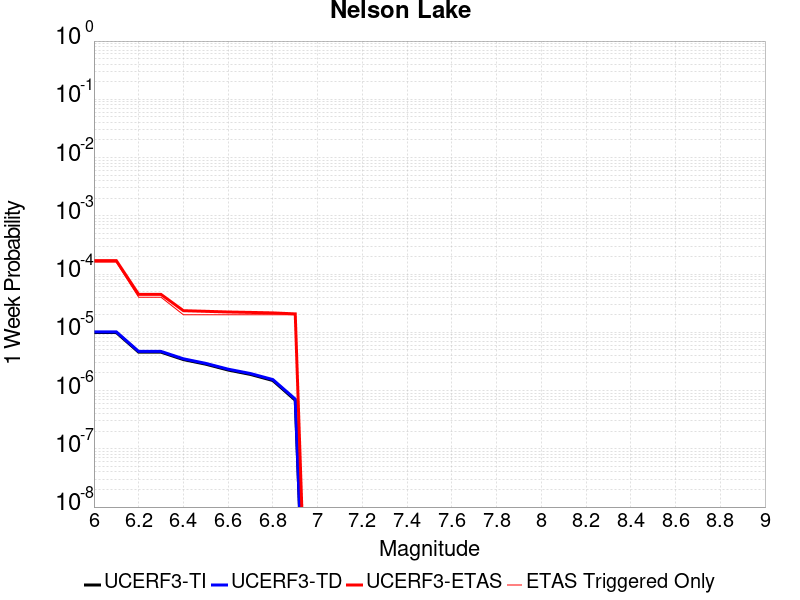 Nelson Lake
10^0
10^-1
10^-2
10^-3
10^-4
10^-5
10^-6
10^-7
10^-8
1 Week Probability
6 6.2 6.4 6.6 6.8 7 7.2 7.4 7.6 7.8 8 8.2 8.4 8.6 8.8 9
Magnitude
UCERF3-TI UCERF3-TD UCERF3-ETAS ETAS Triggered Only